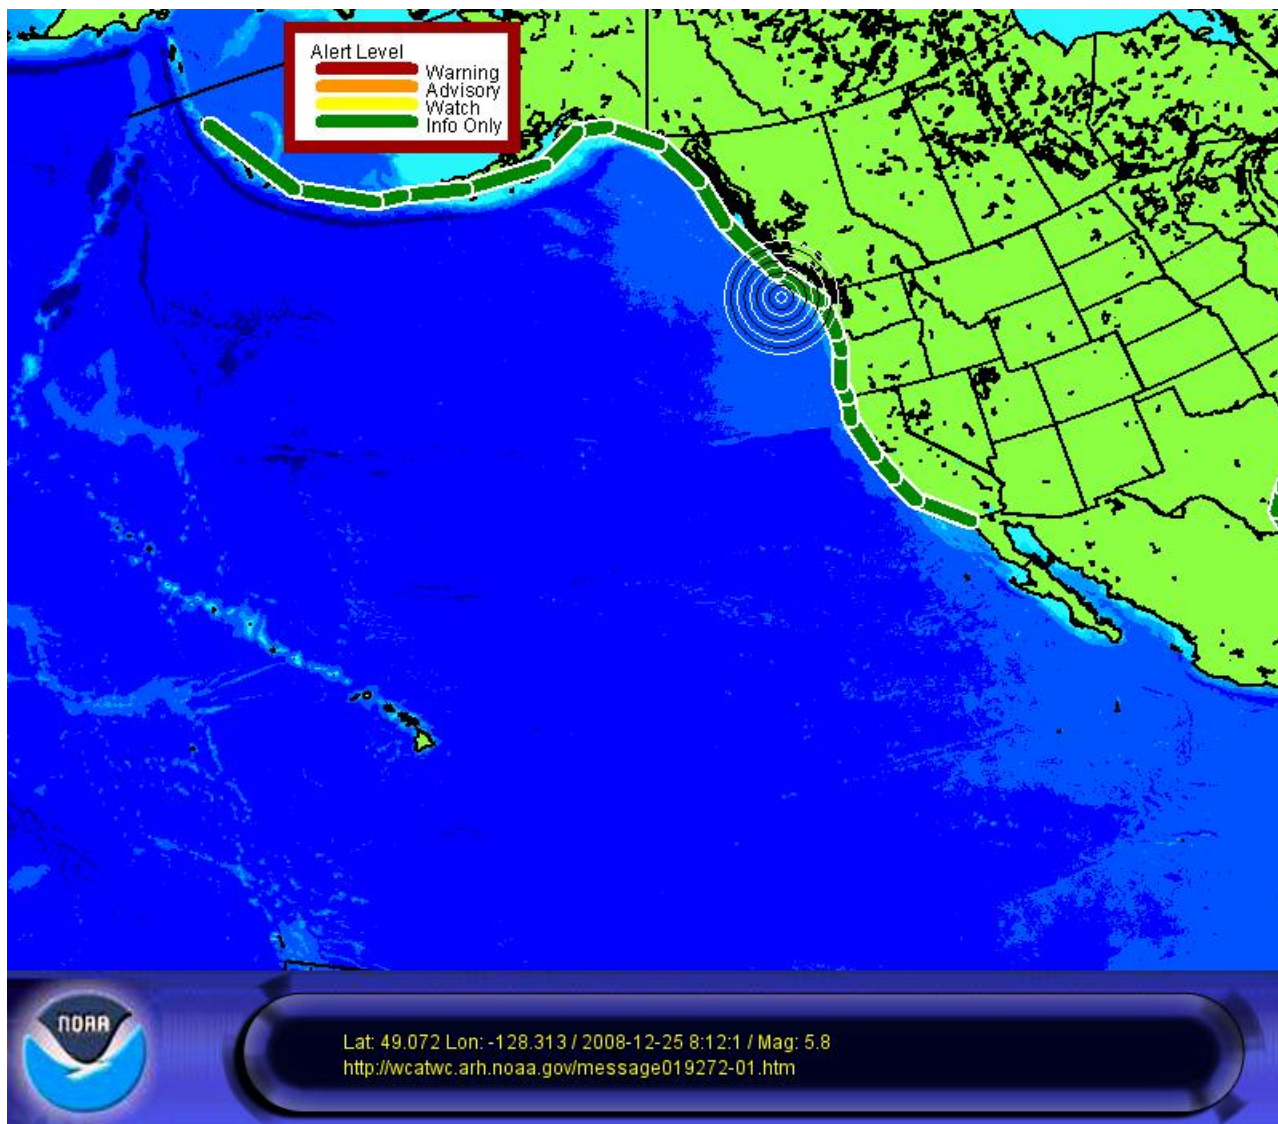 Alert Level
Warning
Advisory
Watch
Info Only
NOAA
Lat: 49.072 Lon: -128.313 / 2008-12-25 8:12:1 / Mag: 5.8
http://wcatwc.arh.noaa.gov/message019272-01.htm